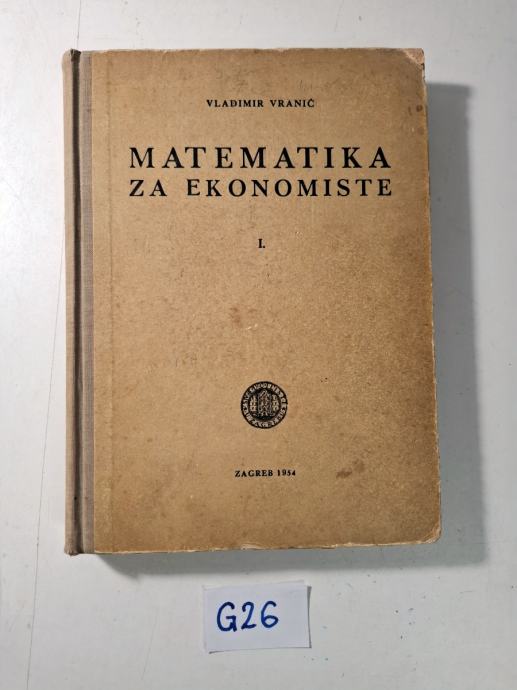 VLADIMIR VRANIĆ
MATEMATIKA
ZA EKONOMISTE
I.
ZAGREB 1954
G26